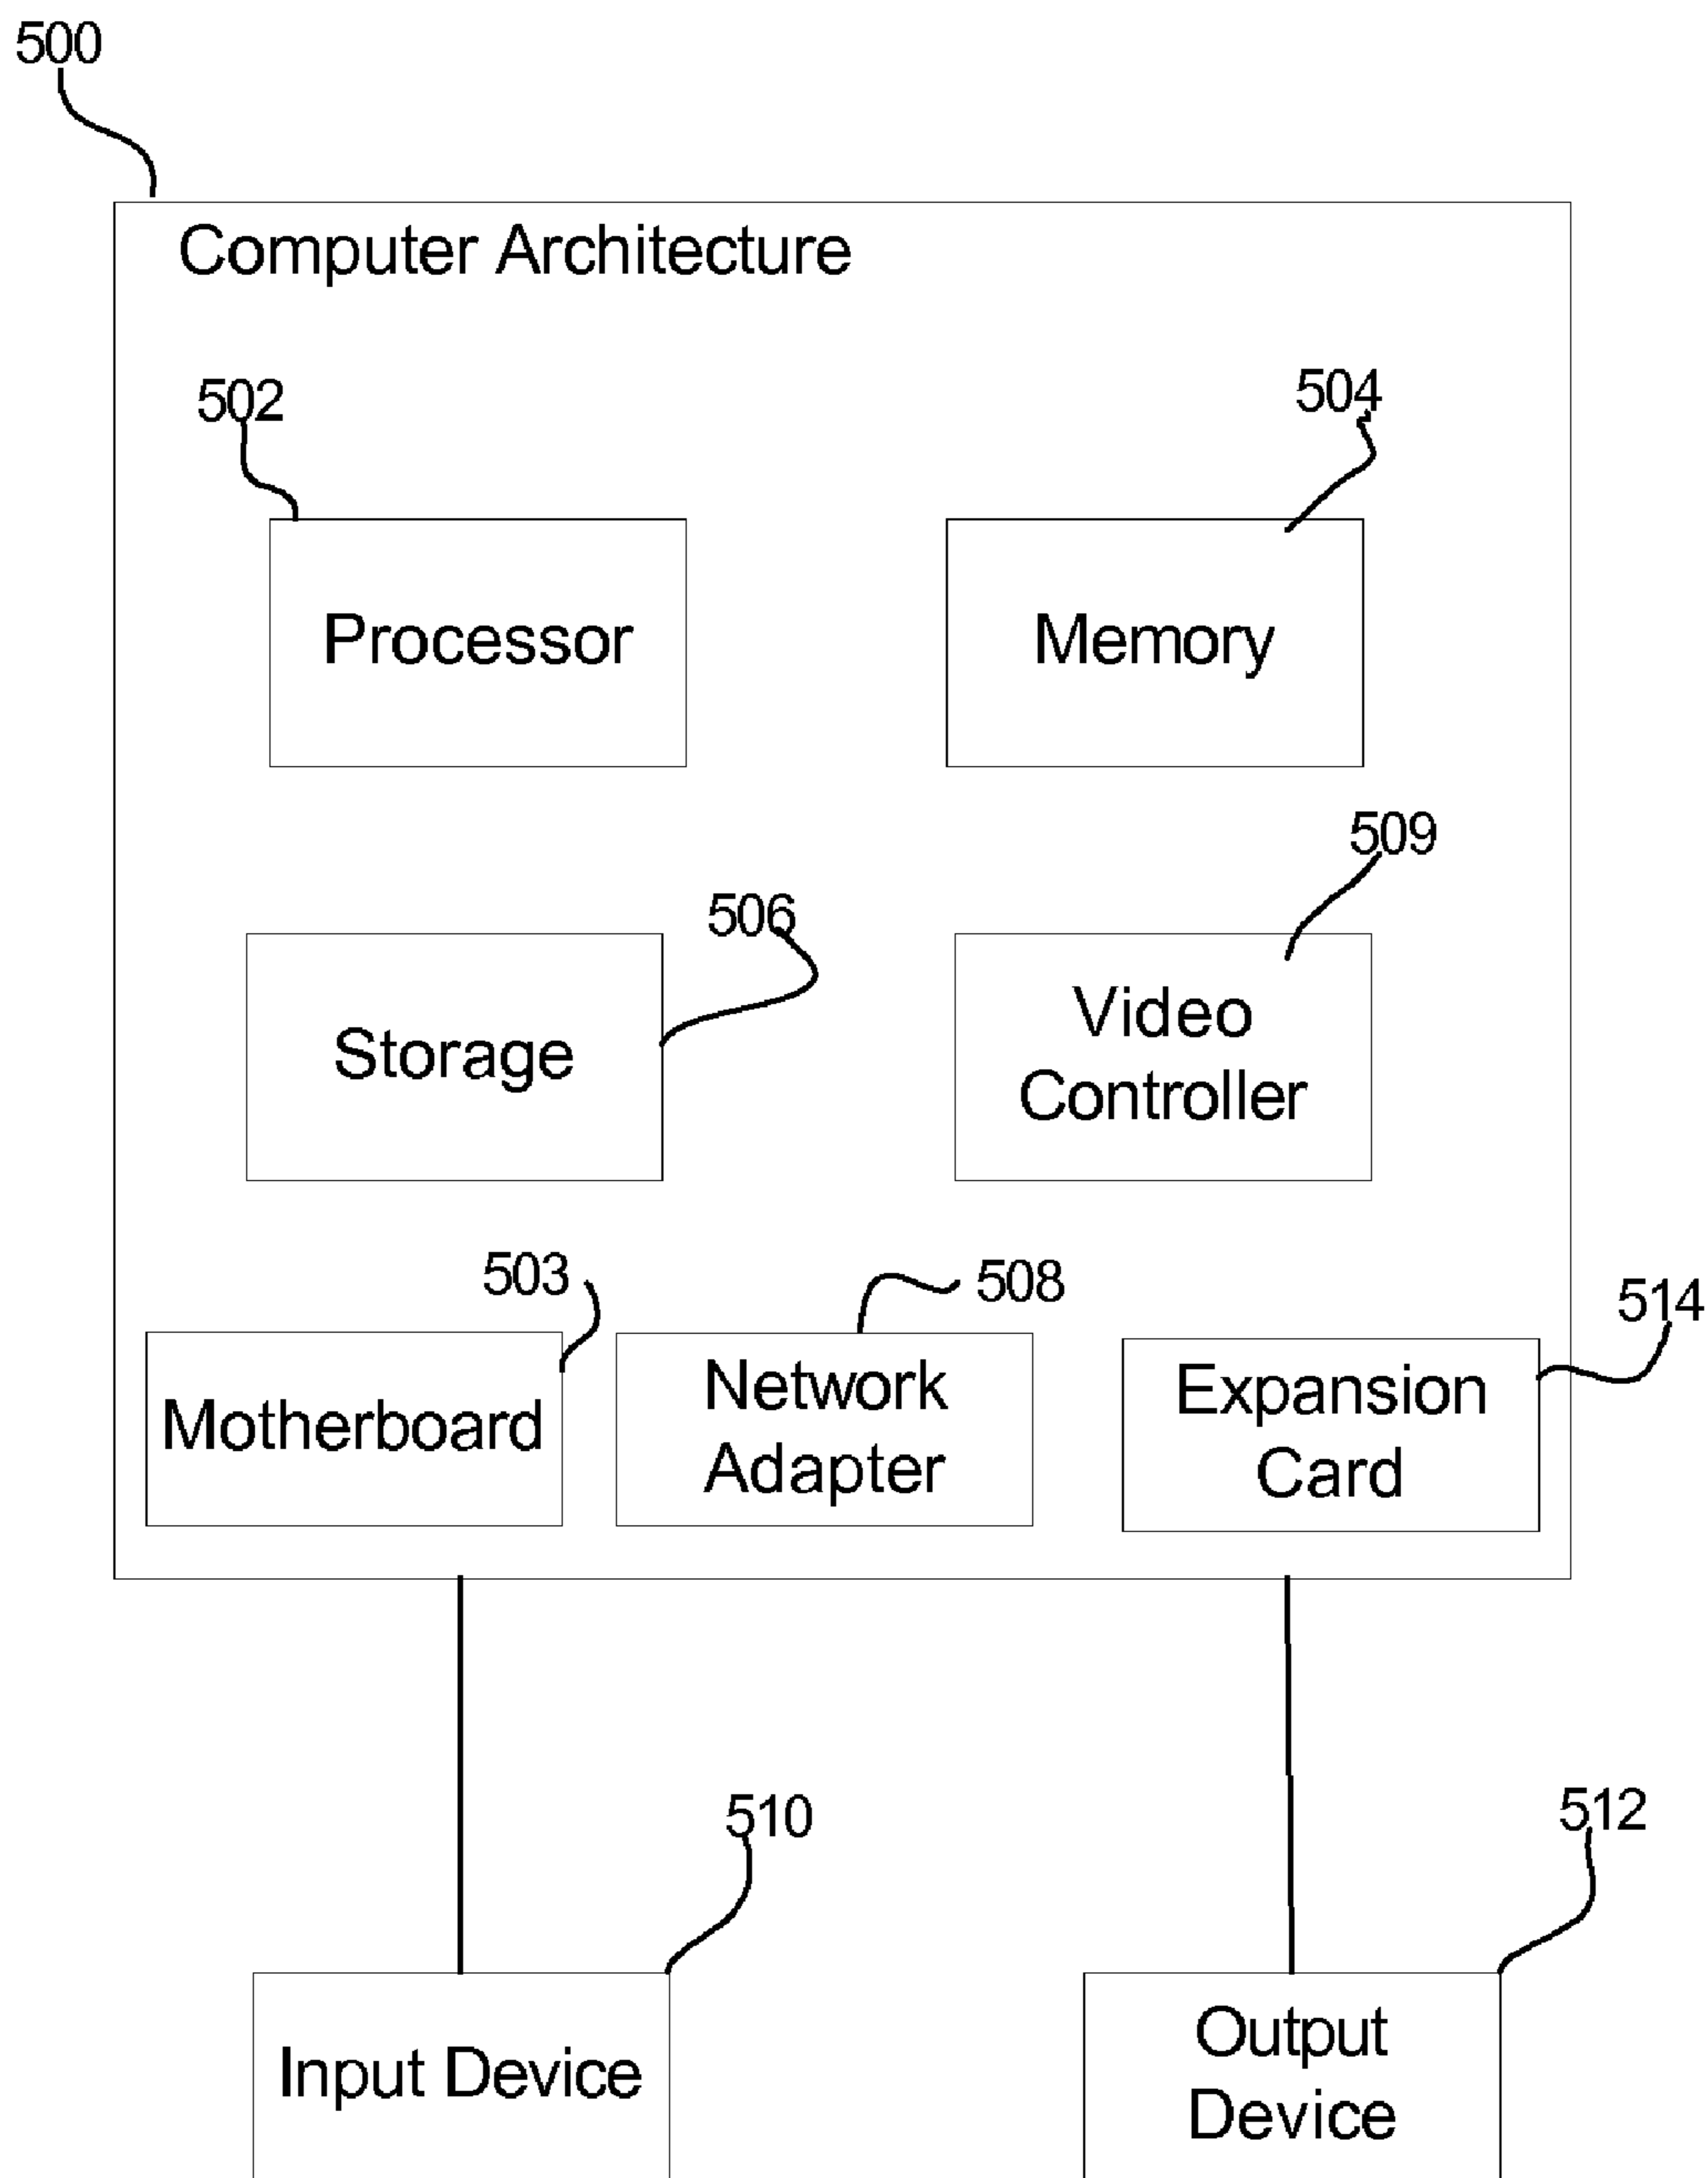 500
Computer Architecture
502
504
Processor
Memory
509
506
Storage
Video
Controller
503
508
514
Motherboard
Network
Adapter
Expansion
Card
510
512
Input Device
Output
Device